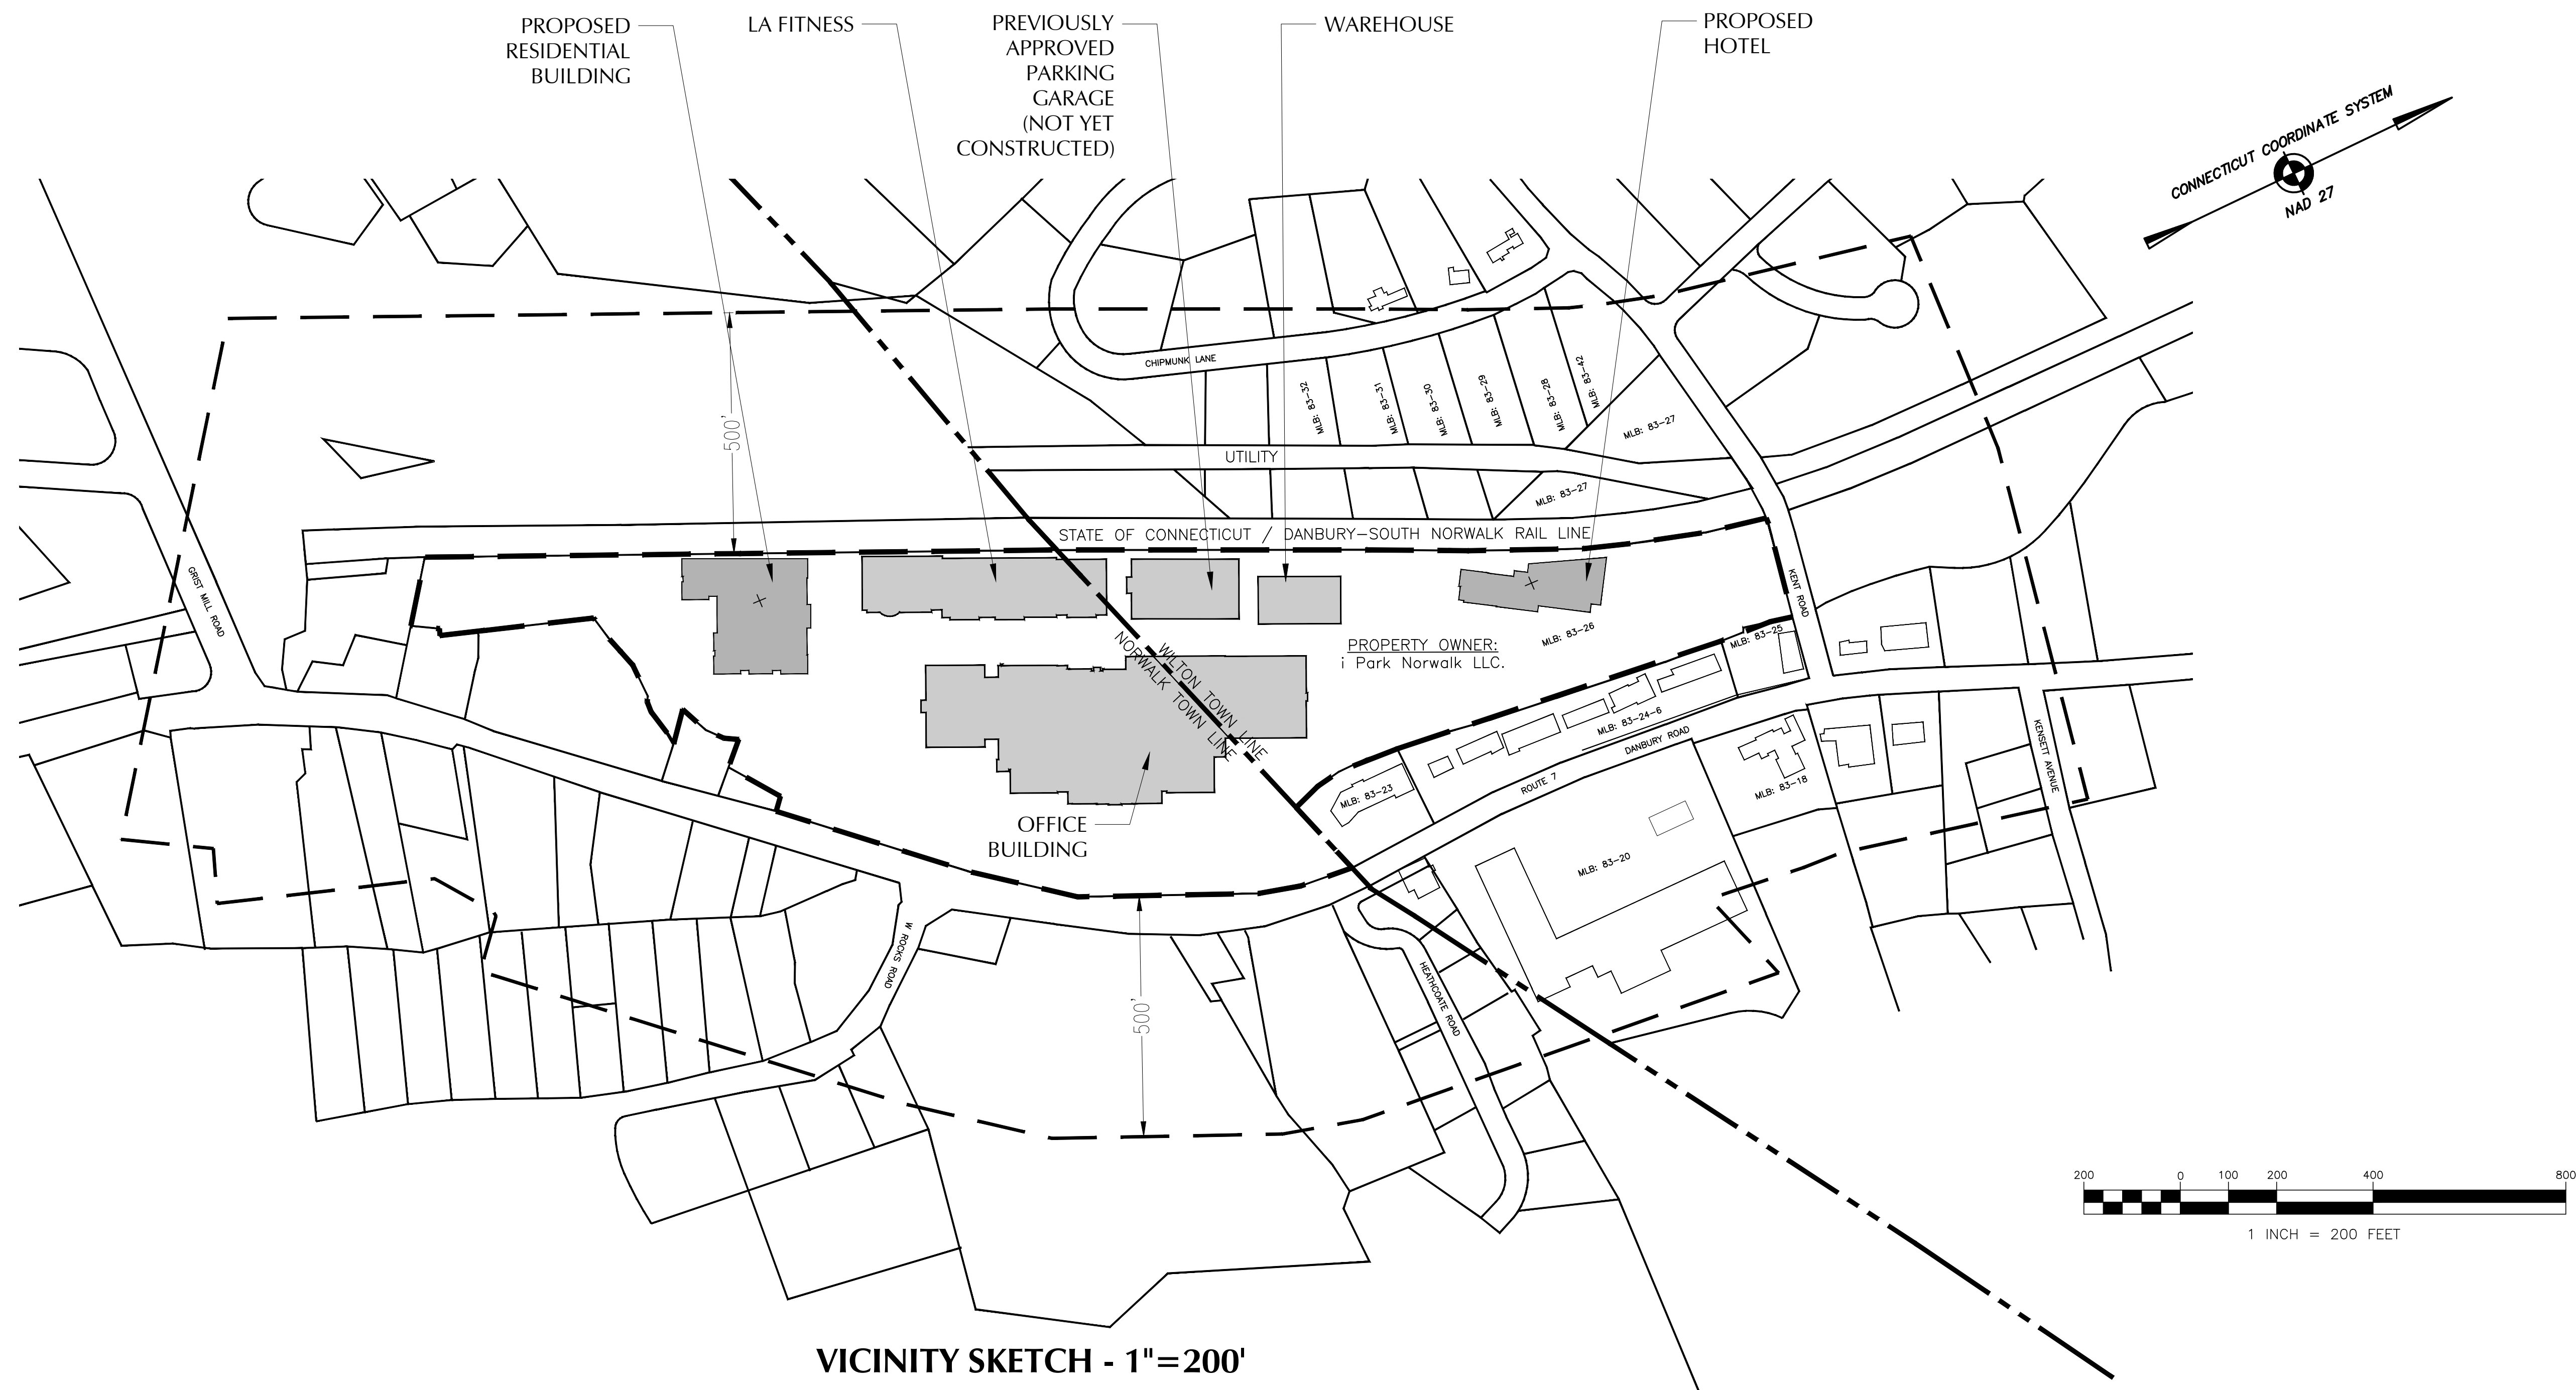 PROPOSED
RESIDENTIAL
BUILDING
LA FITNESS
PREVIOUSLY
APPROVED
PARKING
GARAGE
(NOT YET
CONSTRUCTED)
WAREHOUSE
PROPOSED
HOTEL
CONNECTICUT COORDINATE SYSTEM
NAD 27
CHIPMUNK LANE
MLB: 83-32
MLB: 83-31
MLB: 83-30
MLB: 83-29
MLB: 83-28
MLB: 83-42
MLB: 83-27
500'
UTILITY
MLB: 83-27
STATE OF CONNECTICUT / DANBURY-SOUTH NORWALK RAIL LINE
GRIST MILL ROAD
KENT ROAD
PROPERTY OWNER:
i Park Norwalk LLC.
MLB: 83-26
MLB: 83-25
WILTON TOWN LINE
NORWALK TOWN LINE
MLB: 83-24-6
DANBURY ROAD
ROUTE 7
KENSETT AVENUE
MLB: 83-23
MLB: 83-18
OFFICE
BUILDING
MLB: 83-20
W ROCKS ROAD
HEATHCOATE ROAD
500'
200 0 100 200 400 800
1 INCH = 200 FEET
VICINITY SKETCH - 1"=200'